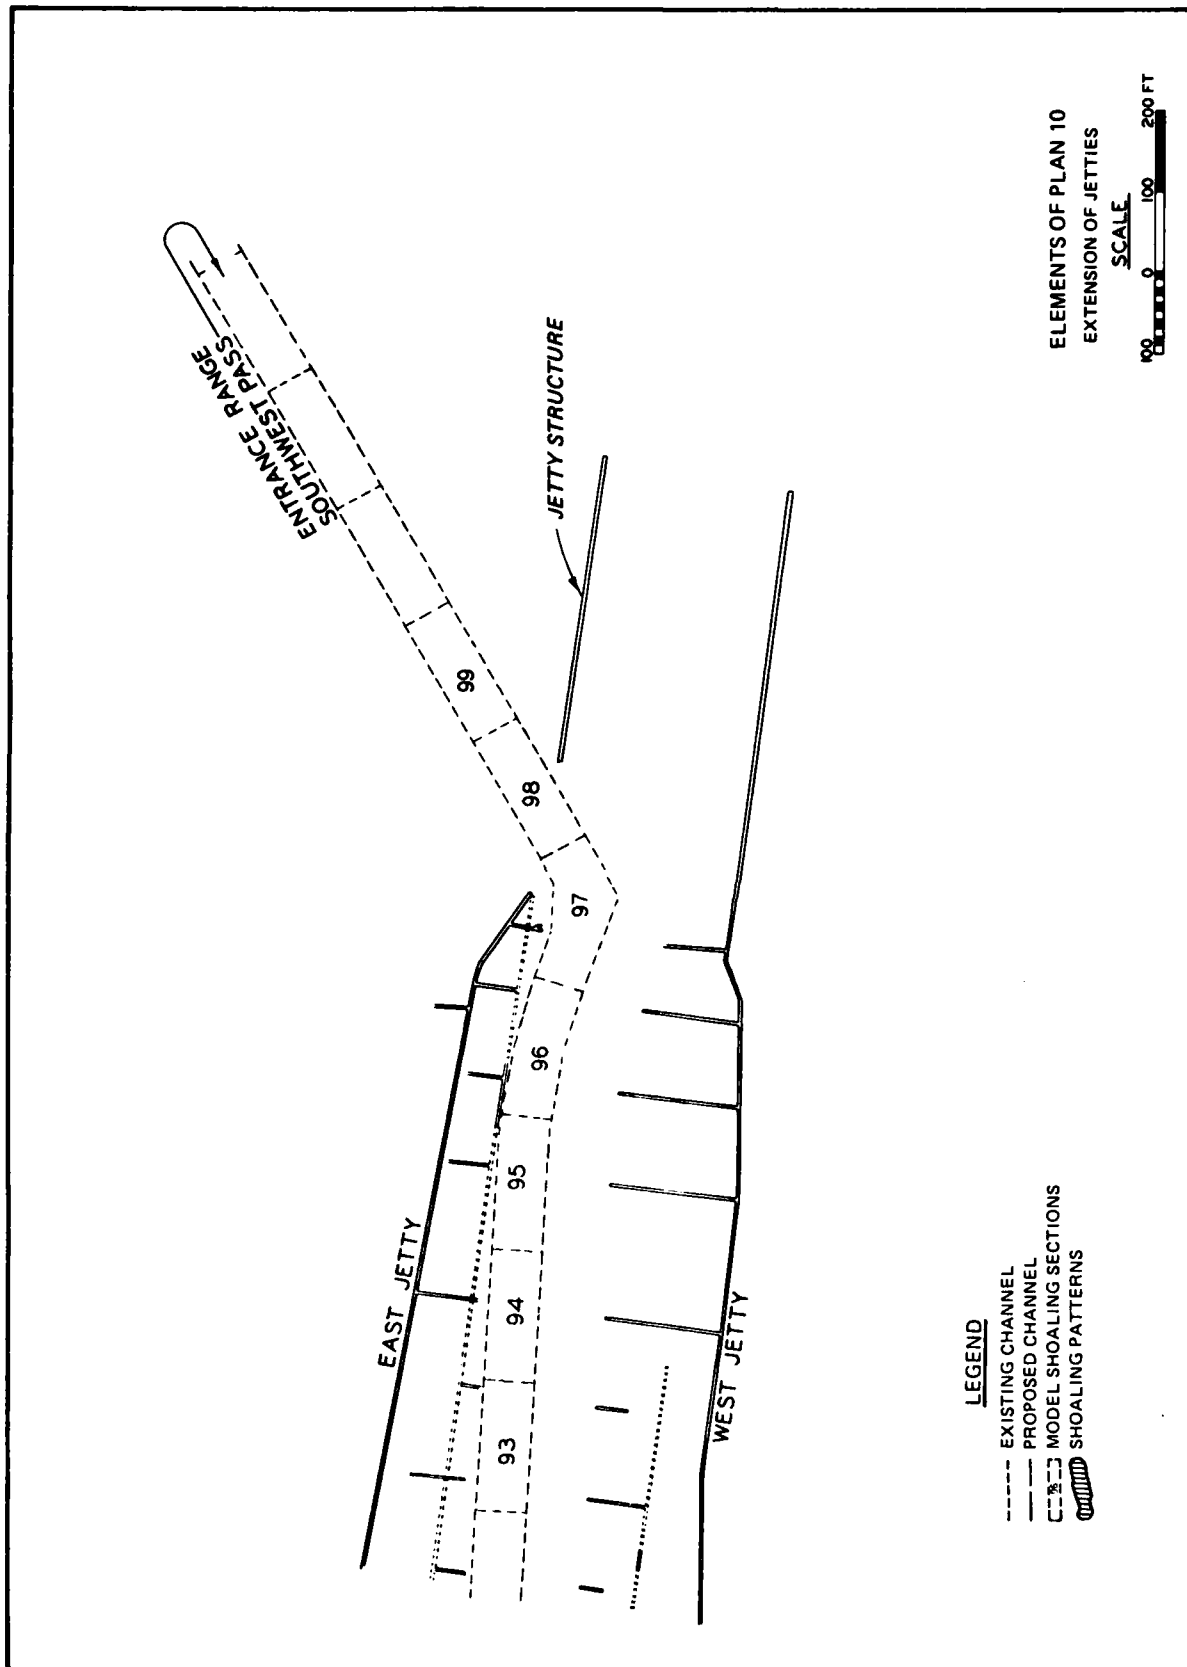 ENTRANCE RANGE
SOUTHWEST PASS
JETTY STRUCTURE
99
98
97
96
95
94
93
EAST JETTY
WEST JETTY
LEGEND
EXISTING CHANNEL
PROPOSED CHANNEL
96
MODEL SHOALING SECTIONS
SHOALING PATTERNS
ELEMENTS OF PLAN 10
EXTENSION OF JETTIES
SCALE
100 0 100 200 FT